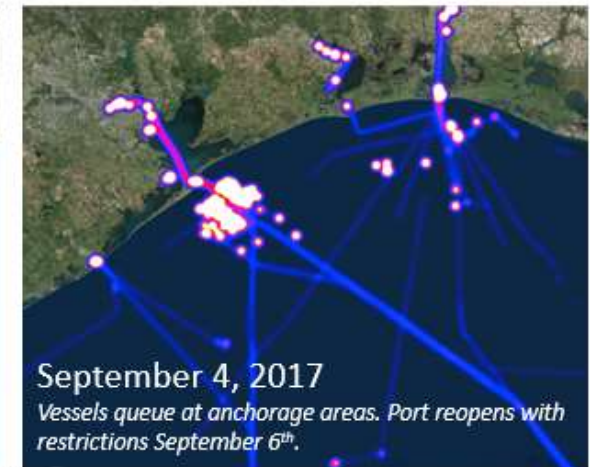 September 4, 2017
Vessels queue at anchorage areas. Port reopens with
restrictions September 6th.